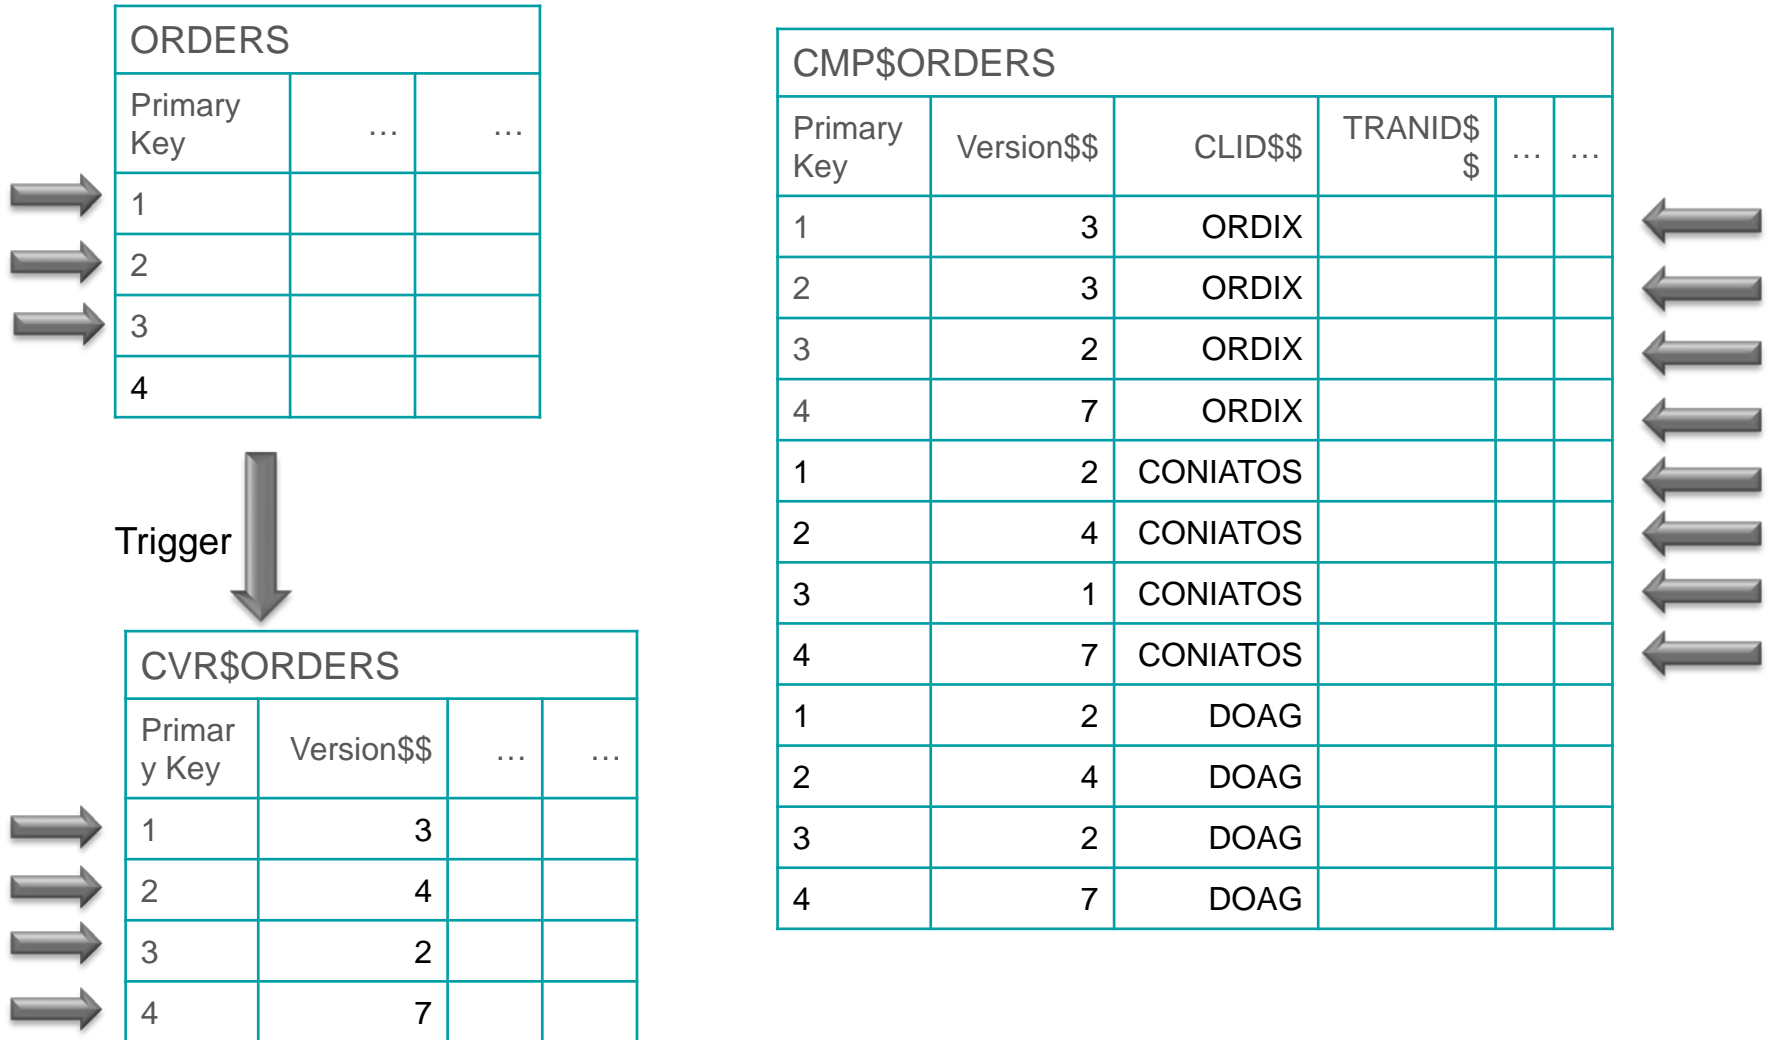 ORDERS
Primary
Key
… …
1
2
3
4
Trigger
CVR$ORDERS
Primar
y Key
Version$$ … …
1 3
2 4
3 2
4 7
CMP$ORDERS
Primary
Key
Version$$ CLID$$
TRANID$
$
… …
1 3 ORDIX
2 3 ORDIX
3 2 ORDIX
4 7 ORDIX
1 2 CONIATOS
2 4 CONIATOS
3 1 CONIATOS
4 7 CONIATOS
1 2 DOAG
2 4 DOAG
3 2 DOAG
4 7 DOAG